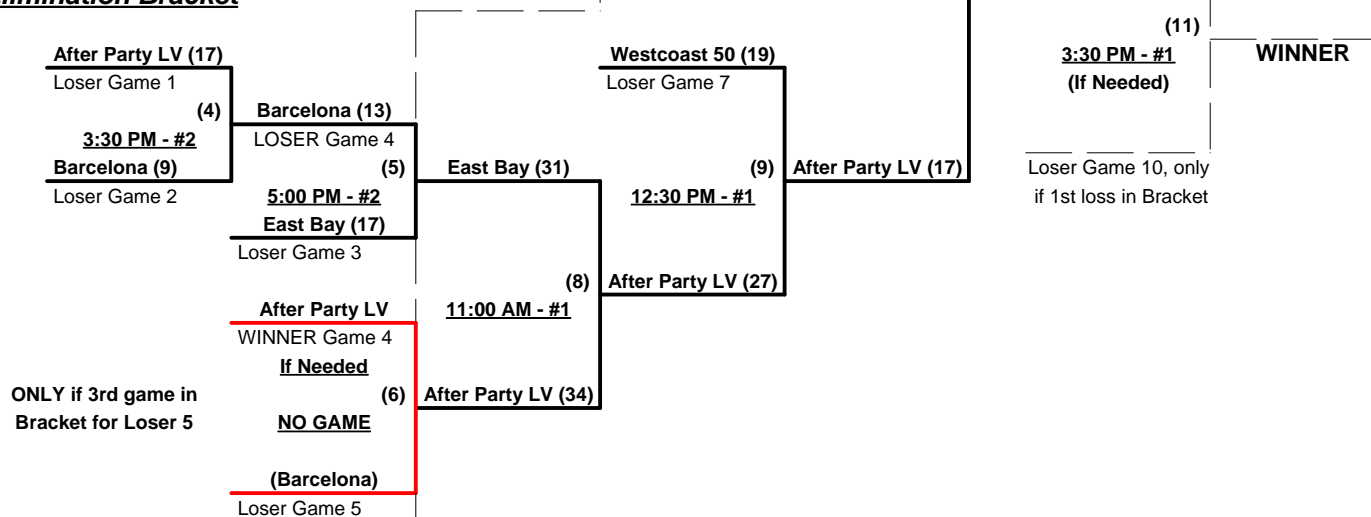 (11)
After Party LV (17)
Westcoast 50 (19)
3:30 PM - #1
WINNER
Loser Game 1
Loser Game 7
(If Needed)
(4)
Barcelona (13)
3:30 PM - #2
LOSER Game 4
Barcelona (9)
(5)
East Bay (31)
(9)
After Party LV (17)
Loser Game 10, only
Loser Game 2
5:00 PM - #2
12:30 PM - #1
if 1st loss in Bracket
East Bay (17)
Loser Game 3
(8)
After Party LV (27)
After Party LV
11:00 AM - #1
WINNER Game 4
If Needed
ONLY if 3rd game in
(6)
After Party LV (34)
Bracket for Loser 5
NO GAME
(Barcelona)
Loser Game 5